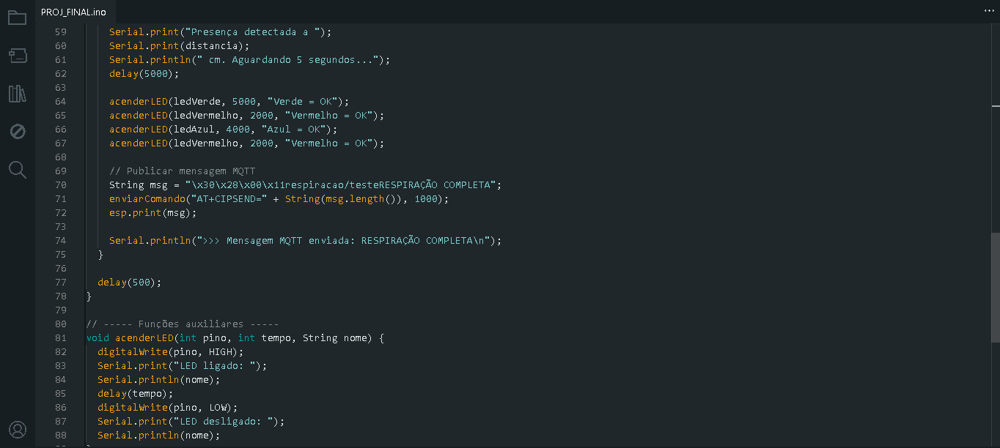 PROJ_FINAL.ino
59 Serial.print("Presença detectada a ");
60 Serial.print(distancia);
61 Serial.println(" cm. Aguardando 5 segundos...");
62 delay(5000);
63
64 acenderLED(ledVerde, 5000, "Verde = OK");
65 acenderLED(ledVermelho, 2000, "Vermelho = OK");
66 acenderLED(ledAzul, 4000, "Azul = OK");
67 acenderLED(ledVermelho, 2000, "Vermelho = OK");
68
69 // Publicar mensagem MQTT
70 String msg = "\x30\x28\x00\x11respiracao/testeRESPIRAÇÃO COMPLETA";
71 enviarComando("AT+CIPSEND=" + String(msg.length()), 1000);
72 esp.print(msg);
73
74 Serial.println(">>> Mensagem MQTT enviada: RESPIRAÇÃO COMPLETA\n");
75 }
76
77 delay(500);
78 }
79
80 // ----- Funções auxiliares -----
81 void acenderLED(int pino, int tempo, String nome) {
82 digitalWrite(pino, HIGH);
83 Serial.print("LED ligado: ");
84 Serial.println(nome);
85 delay(tempo);
86 digitalWrite(pino, LOW);
87 Serial.print("LED desligado: ");
88 Serial.println(nome);